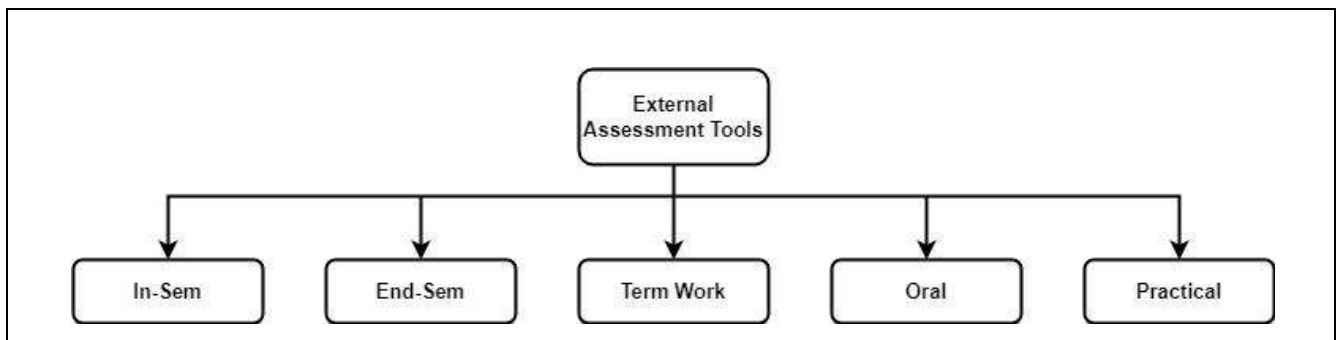 External
Assessment Tools
In-Sem
End-Sem
Term Work
Oral
Practical